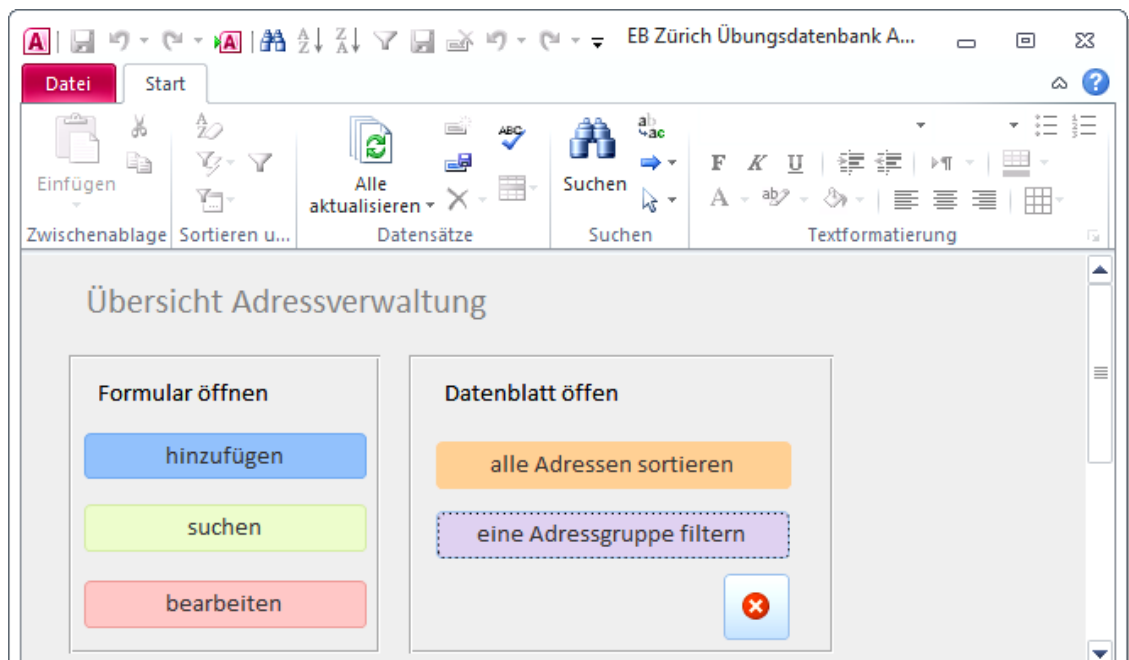 EB Zürich Übungsdatenbank A...
Datei Start
Einfügen
Alle
aktualisieren
Suchen
F K U
Zwischenablage Sortieren u... Datensätze Suchen Textformatierung
Übersicht Adressverwaltung
Formular öffnen
hinzufügen
suchen
bearbeiten
Datenblatt öffen
alle Adressen sortieren
eine Adressgruppe filtern